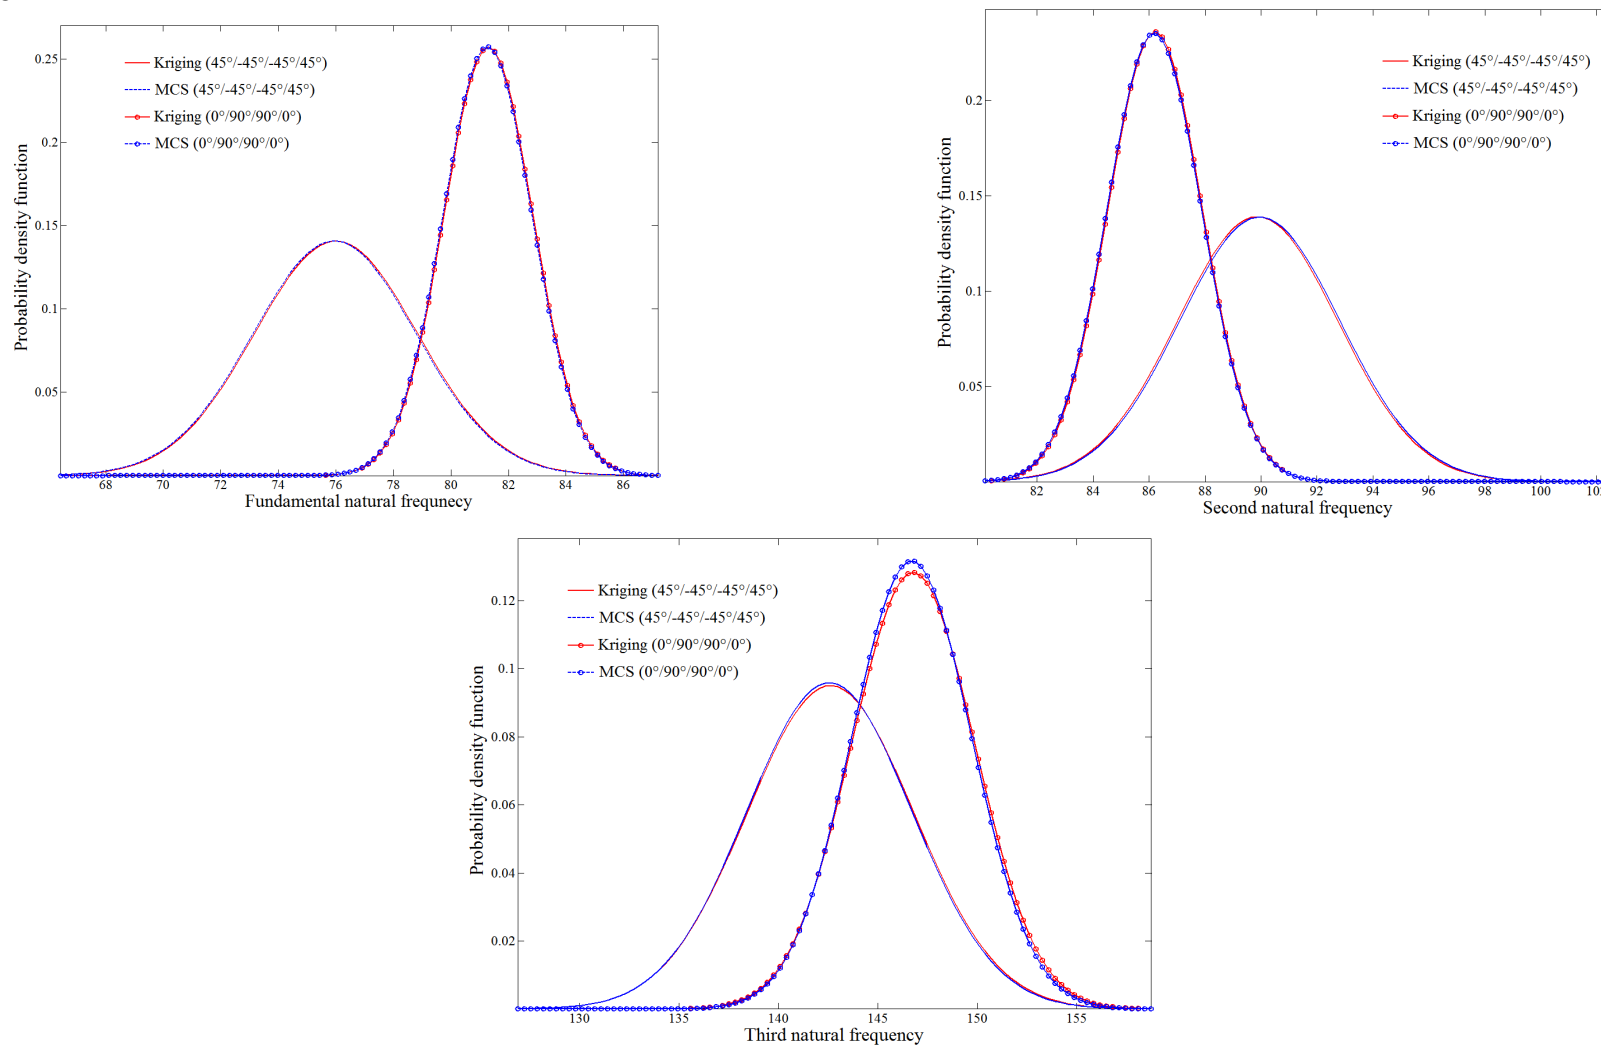 0.25
0.2
0.15
0.1
0.05
Probability density function
Kriging (45°/-45°/-45°/45°)
MCS (45°/-45°/-45°/45°)
Kriging (0°/90°/90°/0°)
MCS (0°/90°/90°/0°)
68 70 72 74 76 78 80 82 84 86
Fundamental natural frequnecy
0.2
0.15
0.1
0.05
Probability density function
Kriging (45°/-45°/-45°/45°)
MCS (45°/-45°/-45°/45°)
Kriging (0°/90°/90°/0°)
MCS (0°/90°/90°/0°)
82 84 86 88 90 92 94 96 98 100
Second natural frequency
0.12
0.1
0.08
0.06
0.04
0.02
Probability density function
Kriging (45°/-45°/-45°/45°)
MCS (45°/-45°/-45°/45°)
Kriging (0°/90°/90°/0°)
MCS (0°/90°/90°/0°)
130 135 140 145 150 155
Third natural frequency